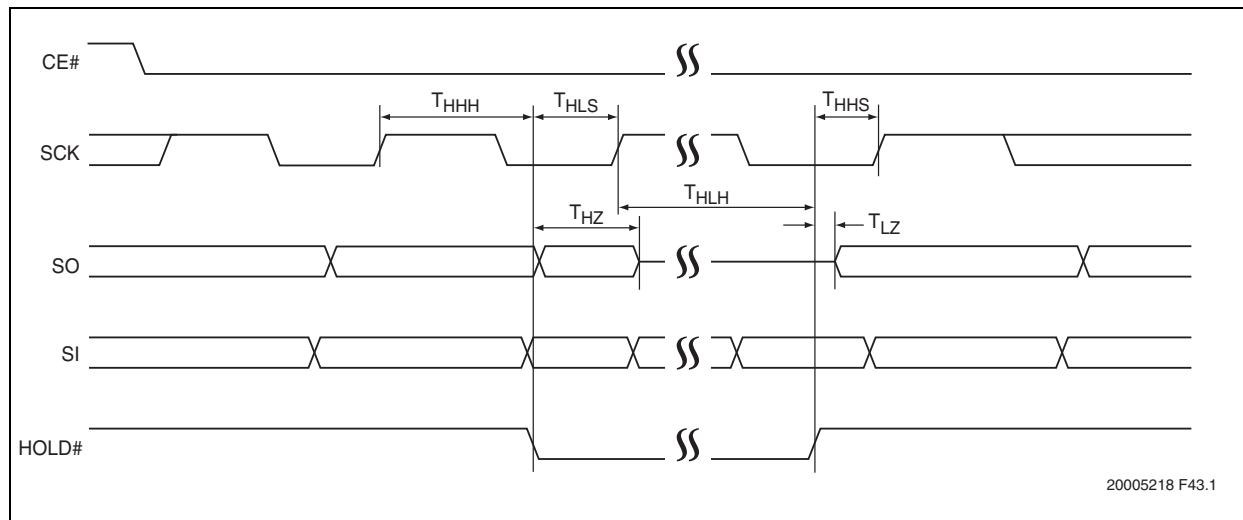 CE#
THHH THLS THHS
SCK
THLH
THZ TLZ
SO
SI
HOLD#
20005218 F43.1